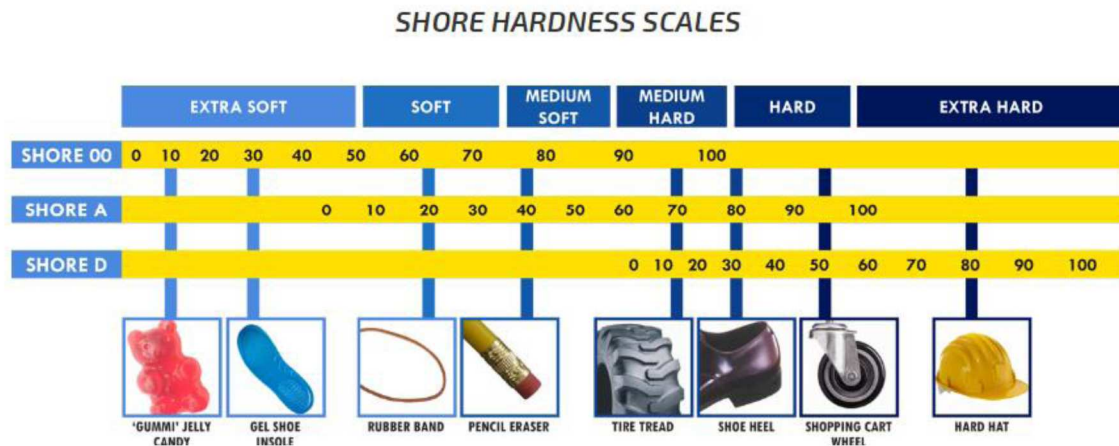 SHORE HARDNESS SCALES
EXTRA SOFT
SOFT
MEDIUM
SOFT
MEDIUM
HARD
HARD
EXTRA HARD
SHORE 00 0 10 20 30 40 50 60 70 80 90 100
SHORE A 0 10 20 30 40 50 60 70 80 90 100
SHORE D 0 10 20 30 40 50 60 70 80 90 100
'GUMMI' JELLY
CANDY
GEL SHOE
INSOLE
RUBBER BAND
PENCIL ERASER
TIRE TREAD
SHOE HEEL
SHOPPING CART
WHEEL
HARD HAT